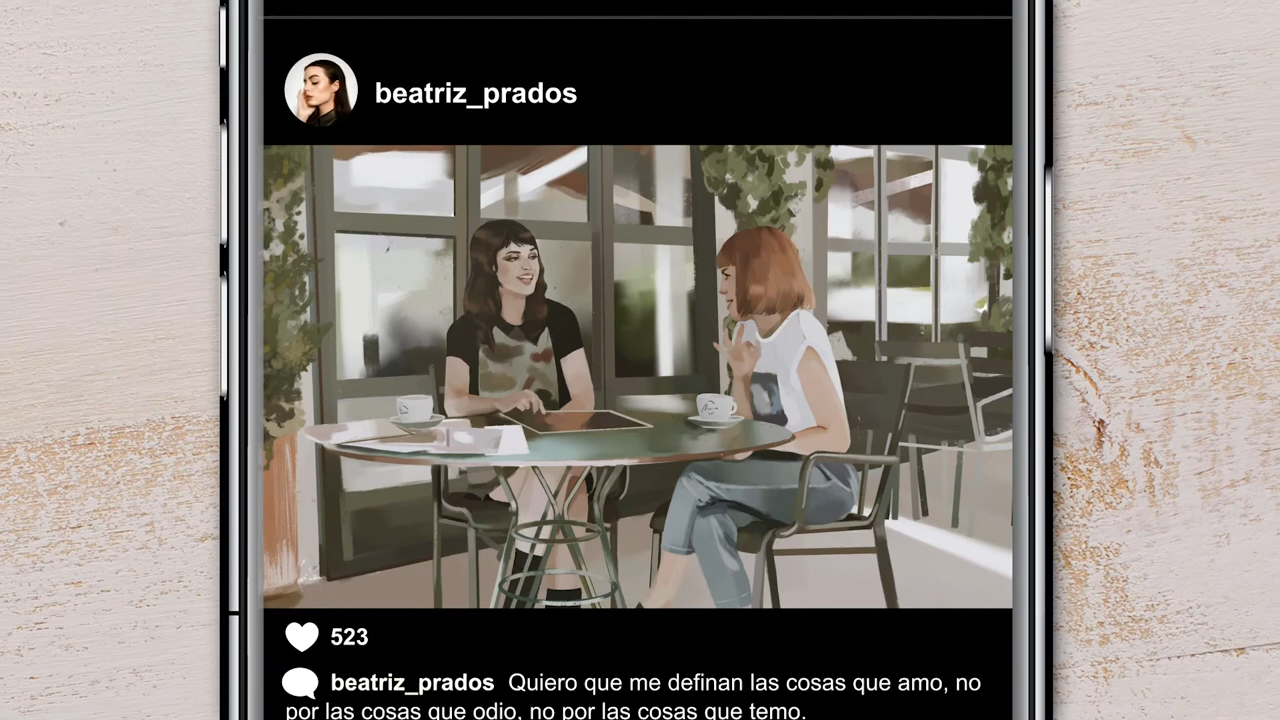 beatriz_prados
523
beatriz_prados Quiero que me definan las cosas que amo, no
por las cosas que odio, no por las cosas que temo.